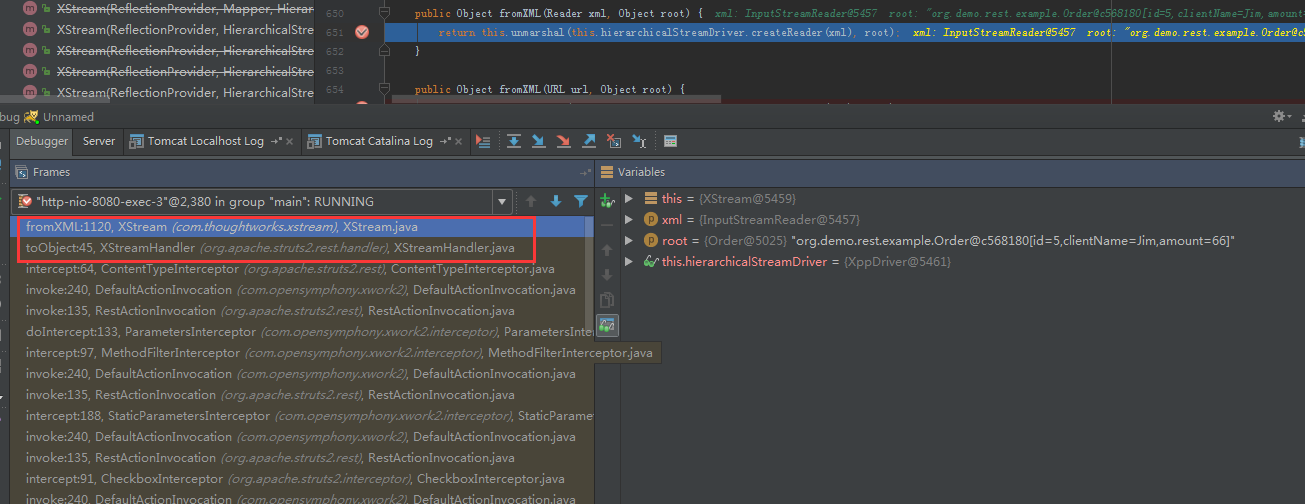 XStream(ReflectionProvider, Mapper, Hierar
XStream(ReflectionProvider, HierarchicalStre
XStream(ReflectionProvider, HierarchicalStre
XStream(ReflectionProvider, HierarchicalStre
XStream(ReflectionProvider, HierarchicalStre
650 public Object fromXML(Reader xml, Object root) { xml: InputStreamReader@5457 root: "org.demo.rest.example.Order@c568180[id=5,clientName=Jim,amount=
651 return this.unmarshal(this.hierarchicalStreamDriver.createReader(xml), root); xml: InputStreamReader@5457 root: "org.demo.rest.example.Order@c5
652 }
653
654 public Object fromXML(URL url, Object root) {
bug Unnamed
Debugger Server Tomcat Localhost Log Tomcat Catalina Log
Frames
"http-nio-8080-exec-3"@2,380 in group "main": RUNNING
fromXML:1120, XStream (com.thoughtworks.xstream), XStream.java
toObject:45, XStreamHandler (org.apache.struts2.rest.handler), XStreamHandler.java
intercept:64, ContentTypeInterceptor (org.apache.struts2.rest), ContentTypeInterceptor.java
invoke:240, DefaultActionInvocation (com.opensymphony.xwork2), DefaultActionInvocation.java
invoke:135, RestActionInvocation (org.apache.struts2.rest), RestActionInvocation.java
doIntercept:133, ParametersInterceptor (com.opensymphony.xwork2.interceptor), ParametersInte
intercept:97, MethodFilterInterceptor (com.opensymphony.xwork2.interceptor), MethodFilterInterceptor.java
invoke:240, DefaultActionInvocation (com.opensymphony.xwork2), DefaultActionInvocation.java
invoke:135, RestActionInvocation (org.apache.struts2.rest), RestActionInvocation.java
intercept:188, StaticParametersInterceptor (com.opensymphony.xwork2.interceptor), StaticParame
invoke:240, DefaultActionInvocation (com.opensymphony.xwork2), DefaultActionInvocation.java
invoke:135, RestActionInvocation (org.apache.struts2.rest), RestActionInvocation.java
intercept:91, CheckboxInterceptor (org.apache.struts2.interceptor), CheckboxInterceptor.java
invoke:240, DefaultActionInvocation (com.opensymphony.xwork2), DefaultActionInvocation.java
Variables
this = {XStream@5459}
xml = {InputStreamReader@5457}
root = {Order@5025} "org.demo.rest.example.Order@c568180[id=5,clientName=Jim,amount=66]"
this.hierarchicalStreamDriver = {XppDriver@5461}